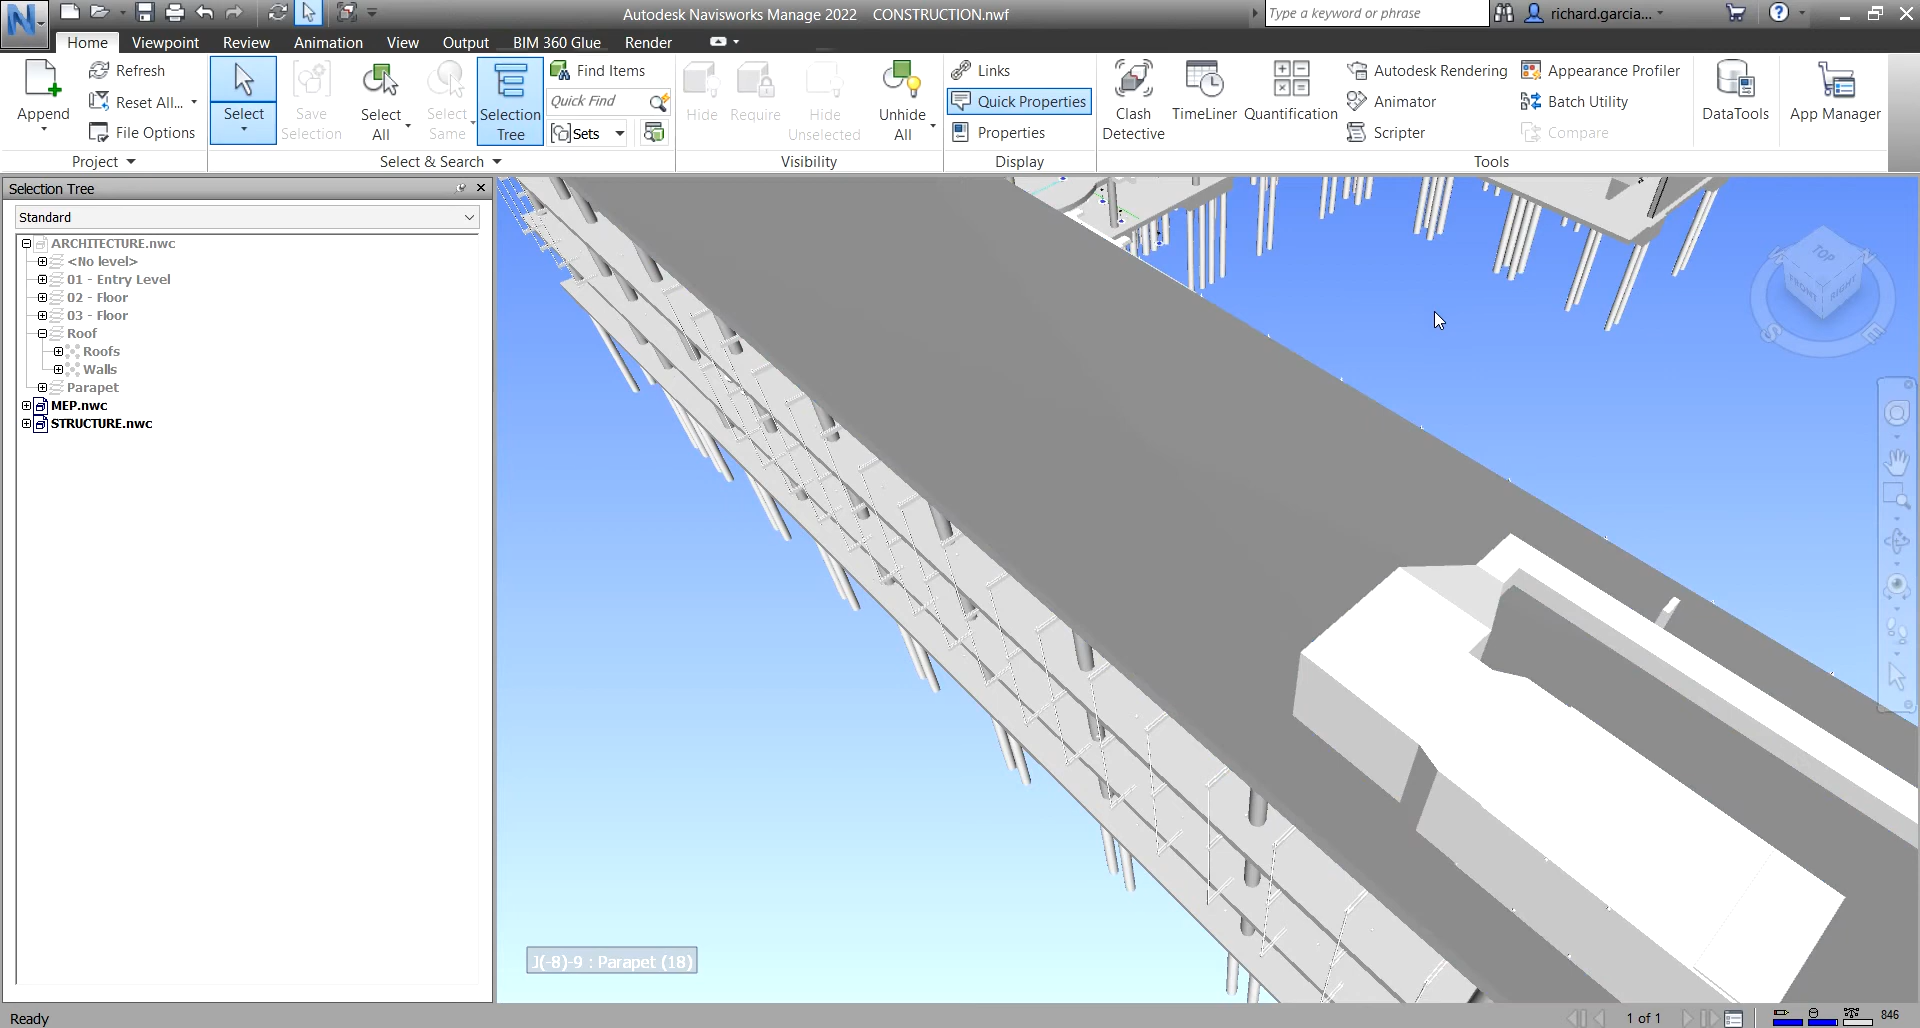 Autodesk Navisworks Manage 2022 CONSTRUCTION.nwf
Type a keyword or phrase
richard.garcia...
Home Viewpoint Review Animation View Output BIM 360 Glue Render
Append
Refresh
Reset All...
File Options
Project
Select
Save Selection
Select All
Select Same
Selection Tree
Find Items
Quick Find
Sets
Select & Search
Hide
Require
Hide Unselected
Unhide All
Visibility
Links
Quick Properties
Properties
Display
Clash Detective
TimeLiner
Quantification
Autodesk Rendering
Animator
Scripter
Appearance Profiler
Batch Utility
Compare
Tools
DataTools
App Manager
Selection Tree
Standard
ARCHITECTURE.nwc
<No level>
01 - Entry Level
02 - Floor
03 - Floor
Roof
Roofs
Walls
Parapet
MEP.nwc
STRUCTURE.nwc
TOP
FRONT
RIGHT
S
E
N
J(-8)-9 : Parapet (18)
Ready
1 of 1
846